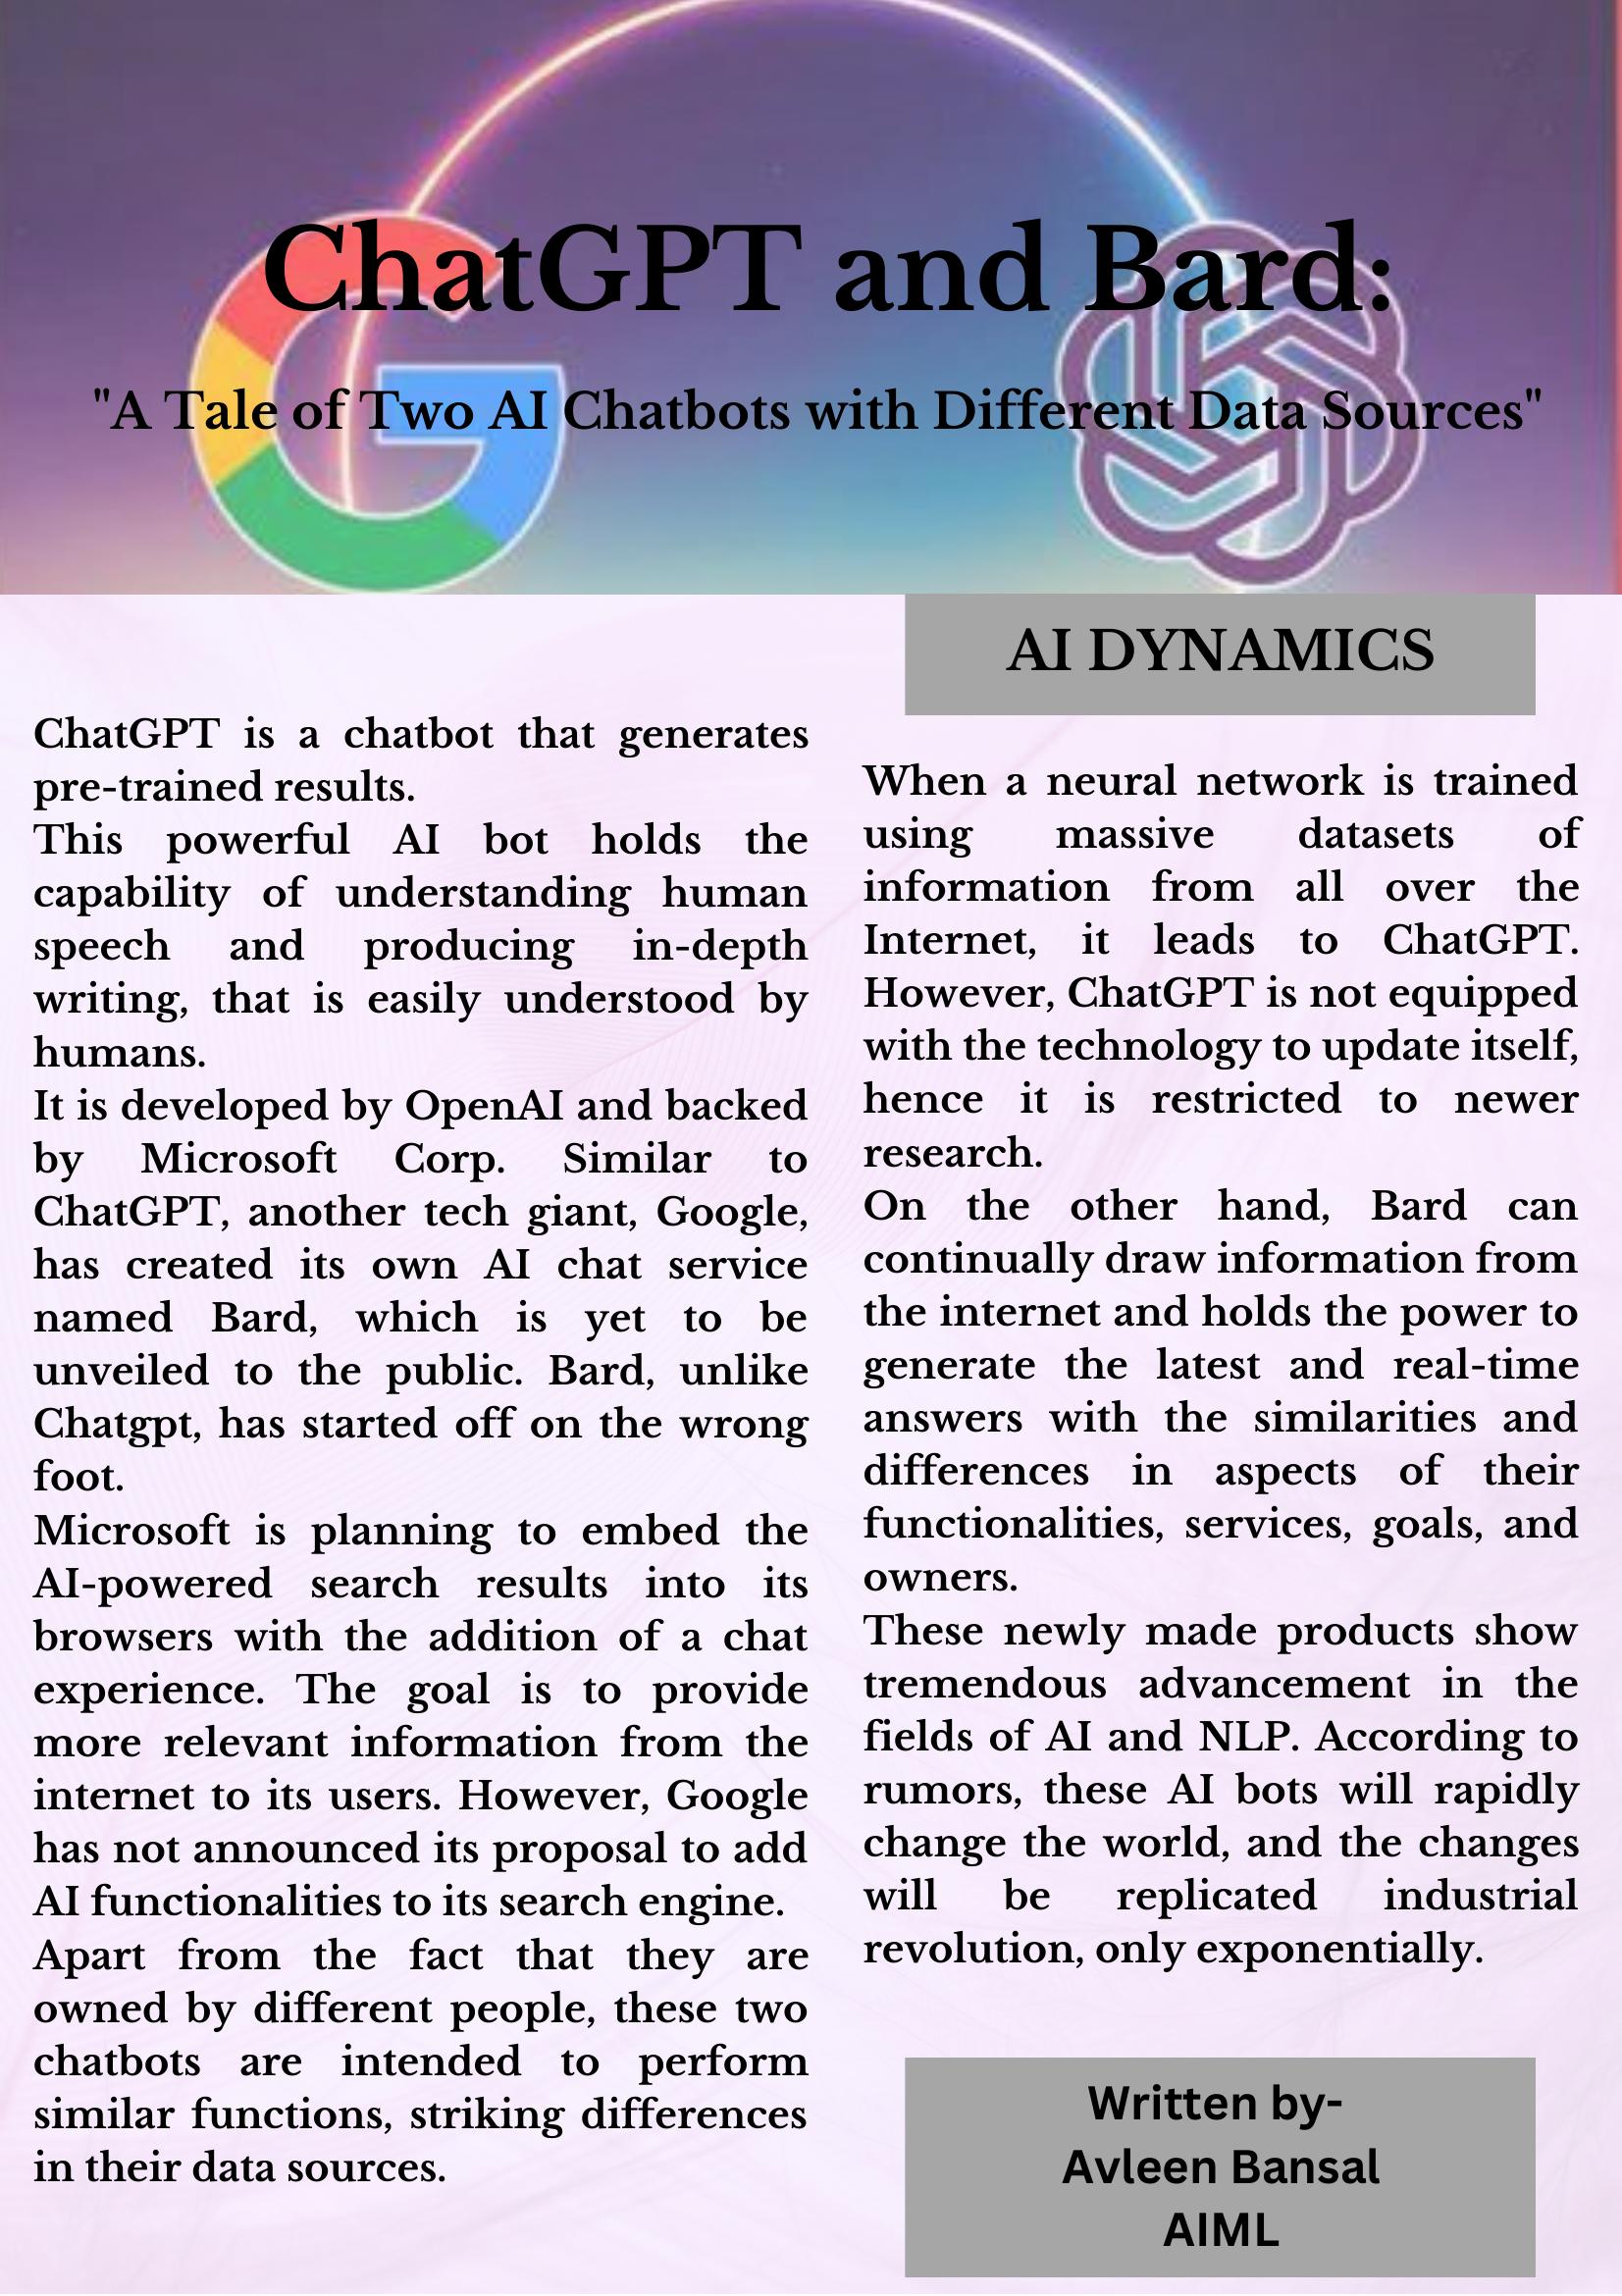 ChatGPT and Bard:
"A Tale of Two AI Chatbots with Different Data Sources"
ChatGPT is a chatbot that generates
pre-trained results.
This powerful AI bot holds the
capability of understanding human
speech and producing in-depth
writing, that is easily understood by
humans.
It is developed by OpenAI and backed
by Microsoft Corp. Similar to
ChatGPT, another tech giant, Google,
has created its own AI chat service
named Bard, which is yet to be
unveiled to the public. Bard, unlike
Chatgpt, has started off on the wrong
foot.
Microsoft is planning to embed the
AI-powered search results into its
browsers with the addition of a chat
experience. The goal is to provide
more relevant information from the
internet to its users. However, Google
has not announced its proposal to add
AI functionalities to its search engine.
Apart from the fact that they are
owned by different people, these two
chatbots are intended to perform
similar functions, striking differences
in their data sources.
AI DYNAMICS
When a neural network is trained
using massive datasets of
information from all over the
Internet, it leads to ChatGPT.
However, ChatGPT is not equipped
with the technology to update itself,
hence it is restricted to newer
research.
On the other hand, Bard can
continually draw information from
the internet and holds the power to
generate the latest and real-time
answers with the similarities and
differences in aspects of their
functionalities, services, goals, and
owners.
These newly made products show
tremendous advancement in the
fields of AI and NLP. According to
rumors, these AI bots will rapidly
change the world, and the changes
will be replicated industrial
revolution, only exponentially.
Written by-
Avleen Bansal
AIML